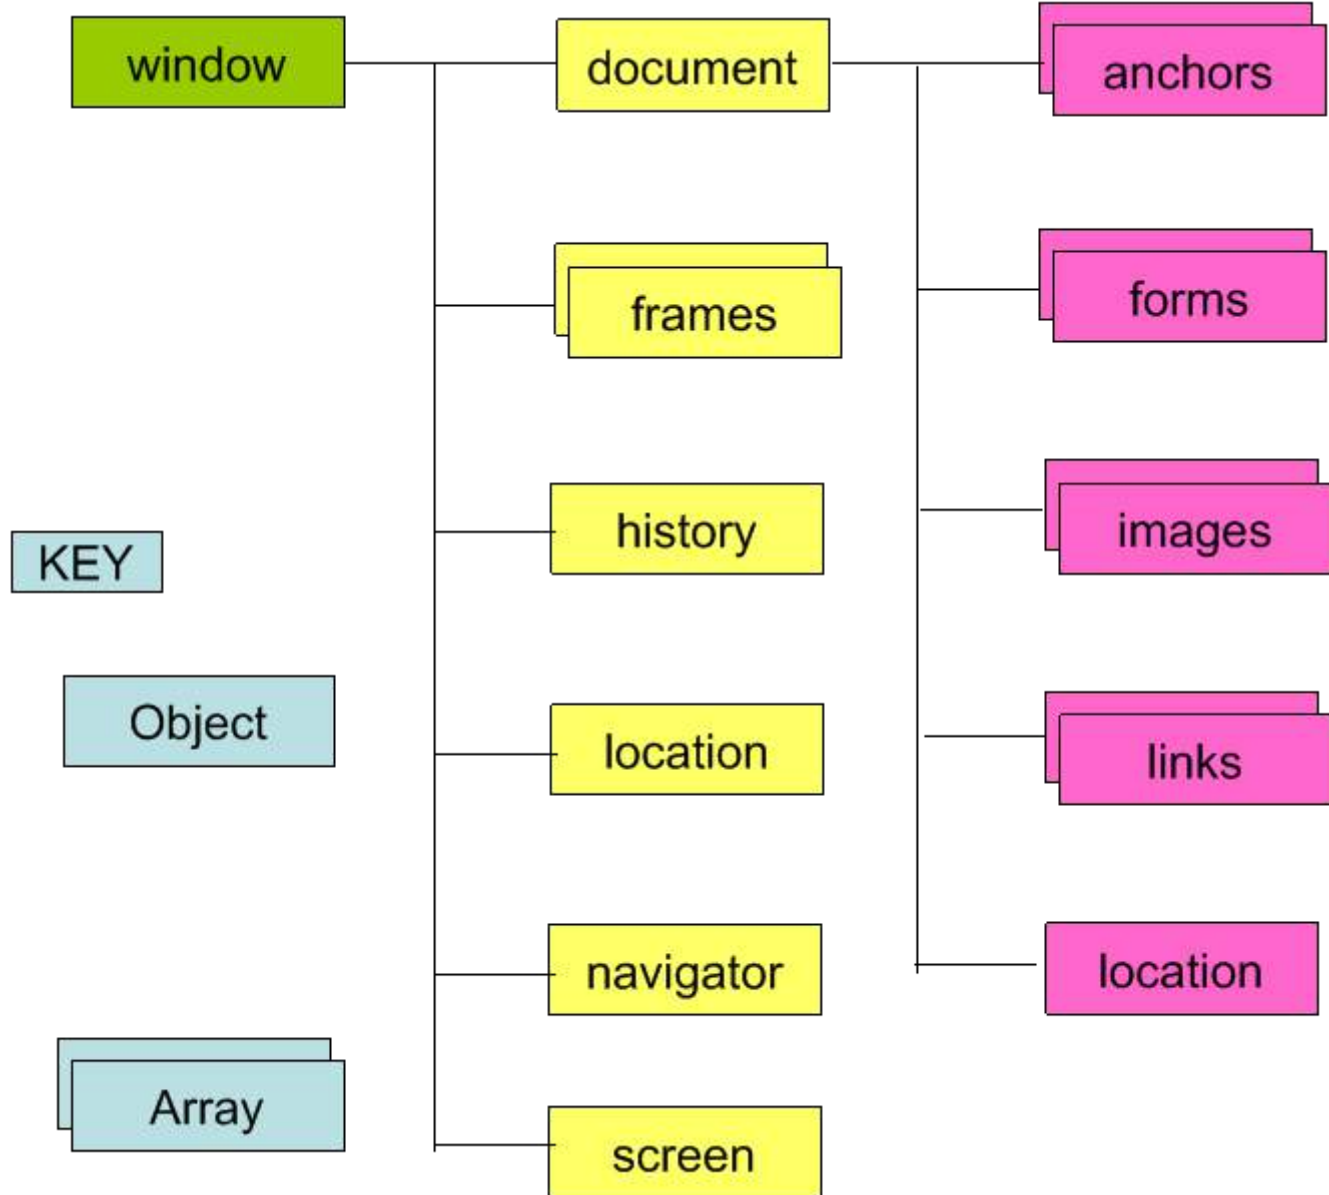 window
document
anchors
frames
forms
history
images
KEY
Object
location
links
navigator
location
Array
screen